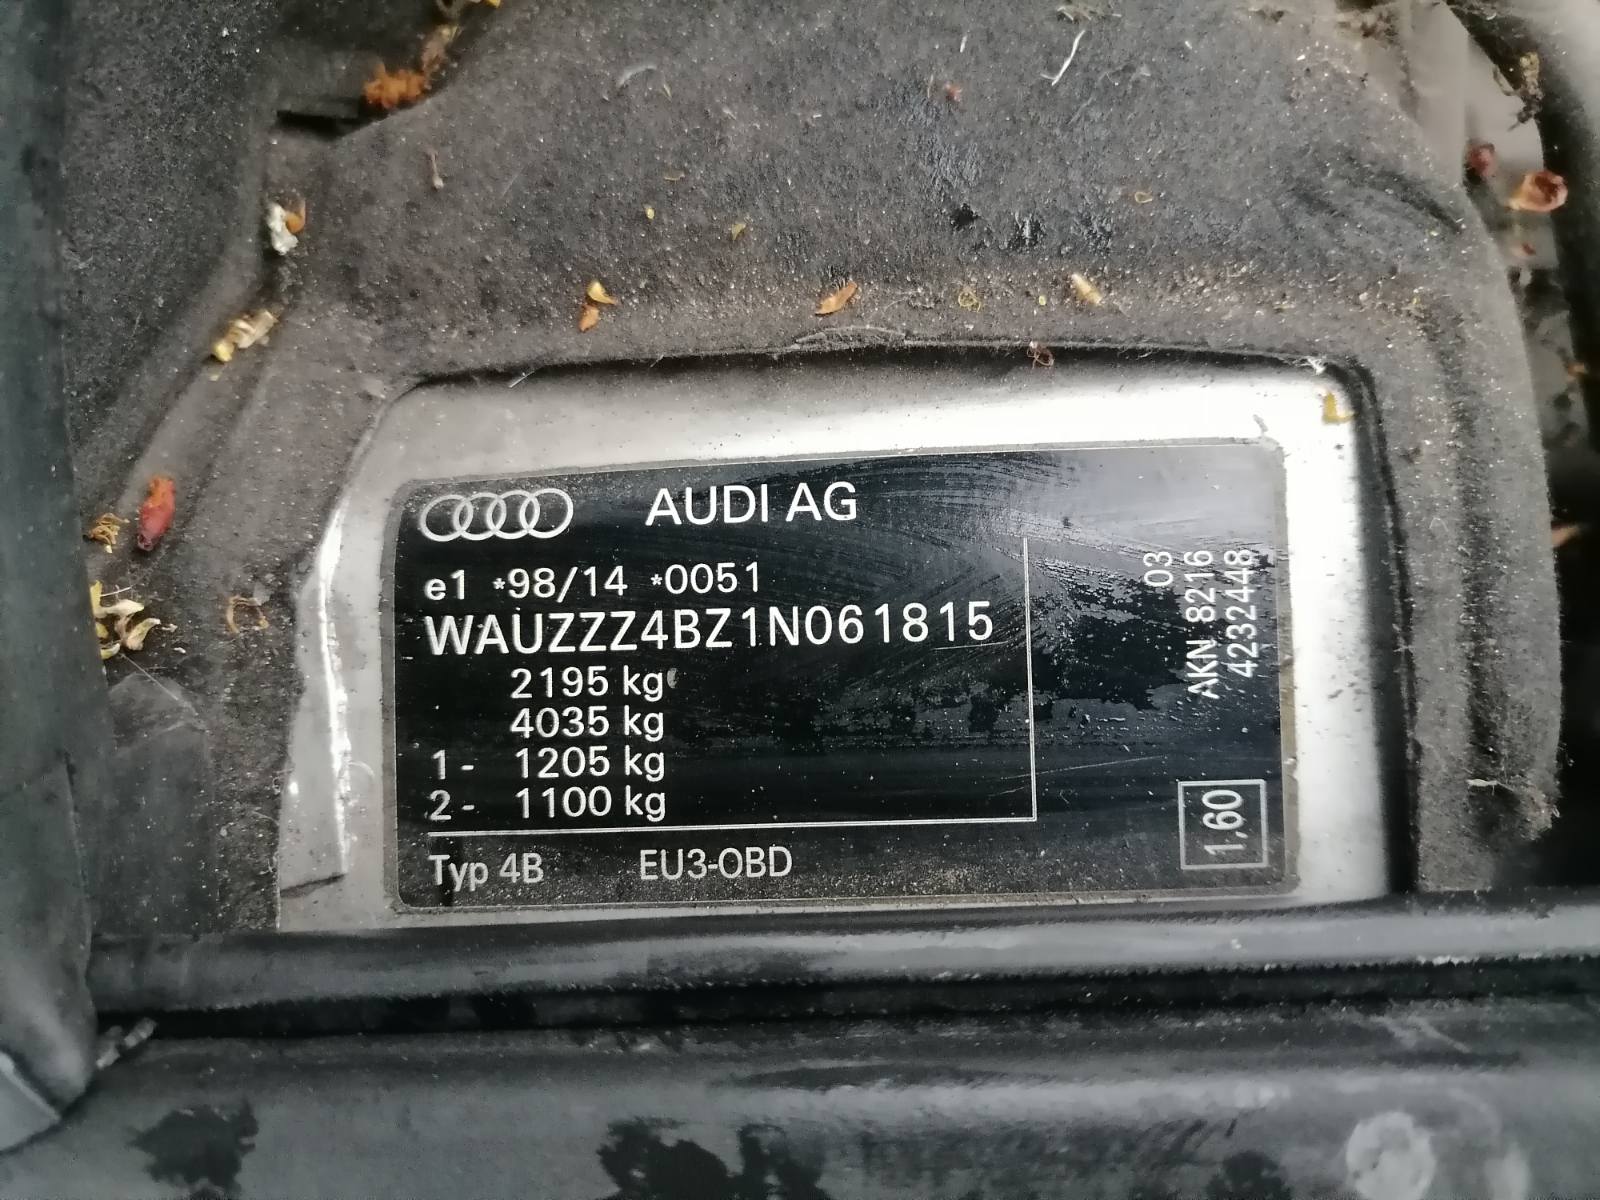 AUDI AG
e1 *98/14 *0051
WAUZZZ4BZ1N061815
2195 kg
4035 kg
1- 1205 kg
2- 1100 kg
Typ 4B EU3-OBD
03
AKN 8216
4232448
1,60